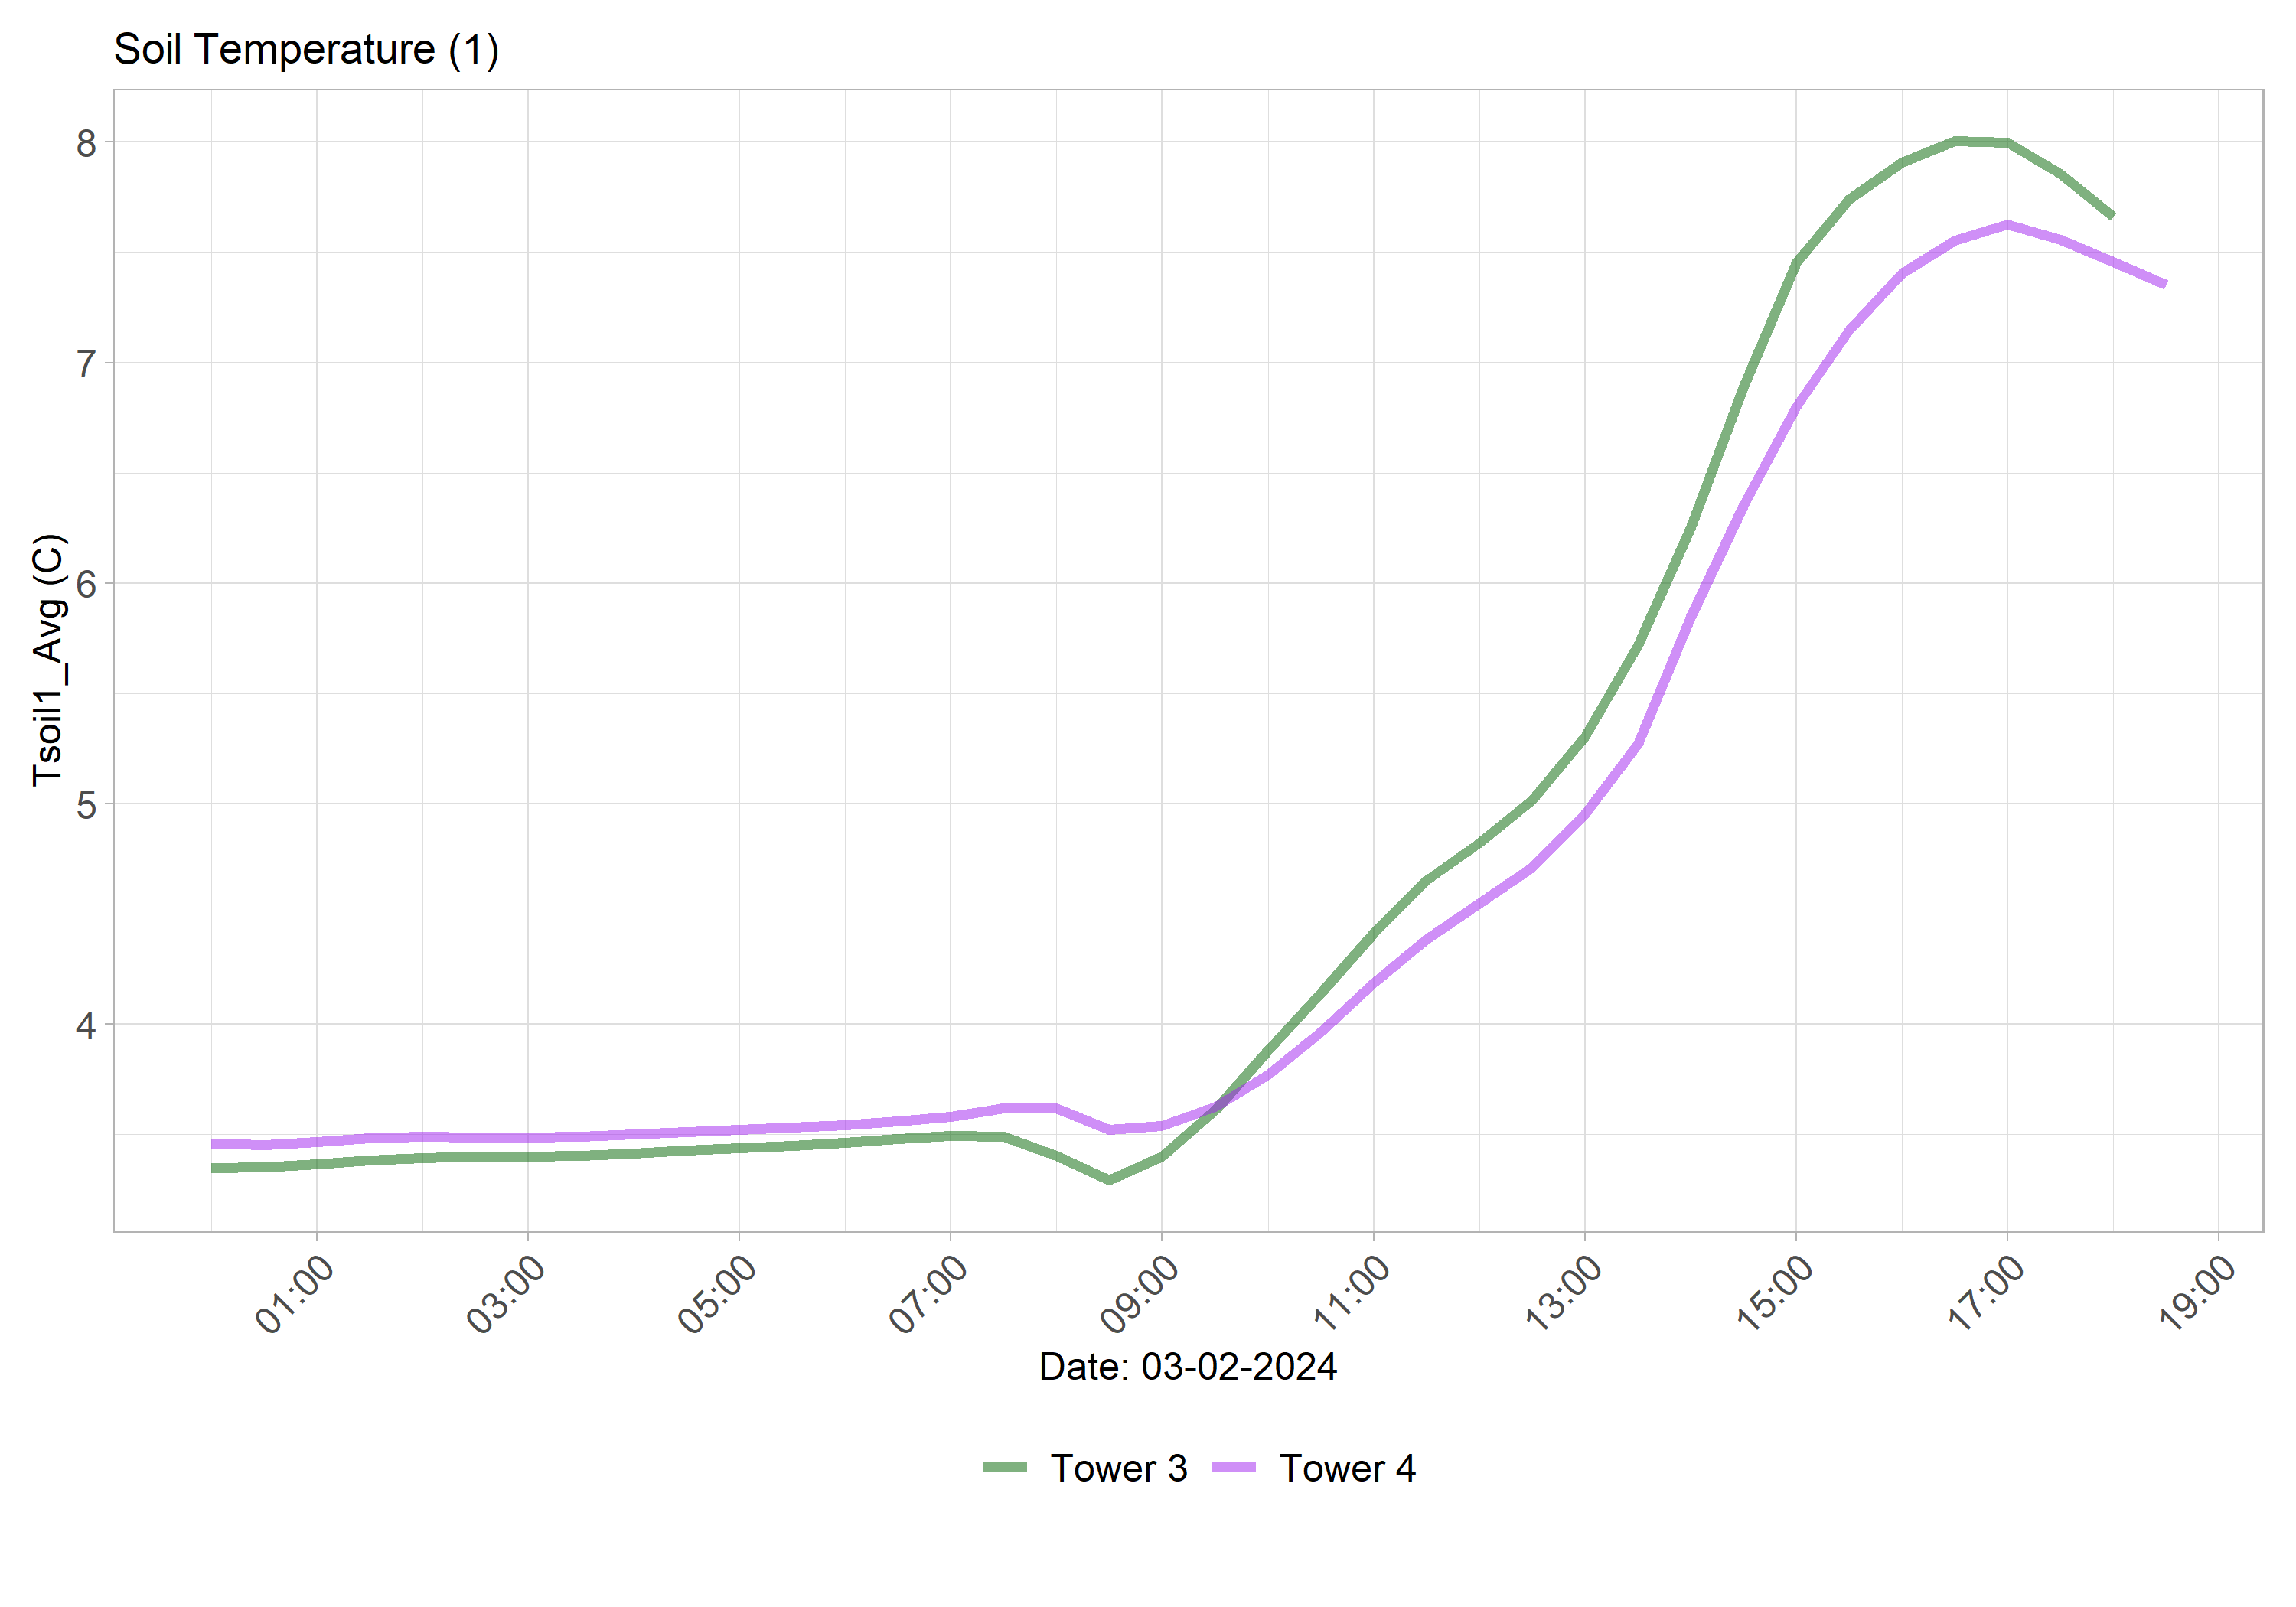 Soil Temperature (1)
Tsoil1_Avg (C)
8
7
6
5
4
01:00 03:00 05:00 07:00 09:00 11:00 13:00 15:00 17:00 19:00
Date: 03-02-2024
Tower 3 Tower 4